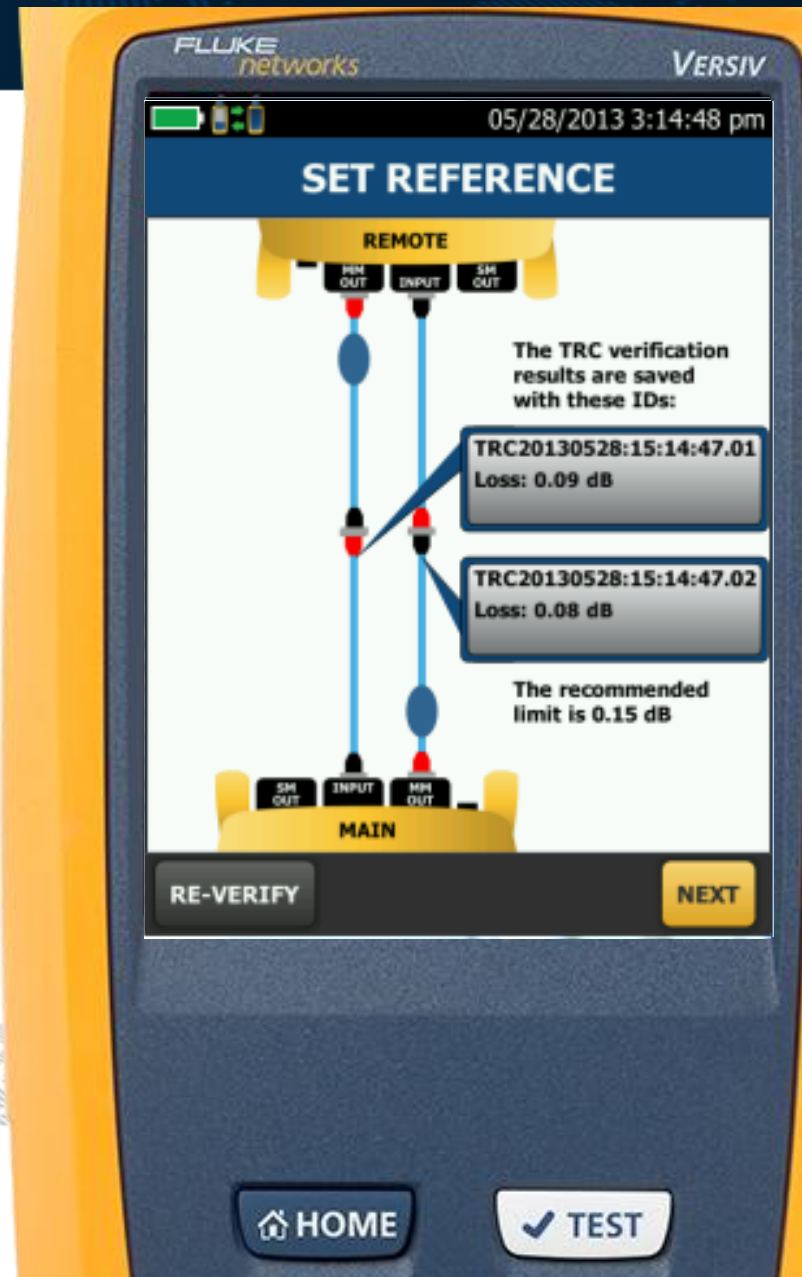 FLUKE
networks
VERSIV
05/28/2013 3:14:48 pm
SET REFERENCE
REMOTE
MM
OUT
INPUT
SM
OUT
The TRC verification
results are saved
with these IDs:
TRC20130528:15:14:47.01
Loss: 0.09 dB
TRC20130528:15:14:47.02
Loss: 0.08 dB
The recommended
limit is 0.15 dB
SM
OUT
INPUT
MM
OUT
MAIN
RE-VERIFY
NEXT
HOME
TEST